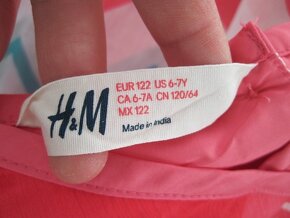 H&M
EUR 122 US 6-7Y
CA 6-7A CN 120/64
MX 122
Made in India